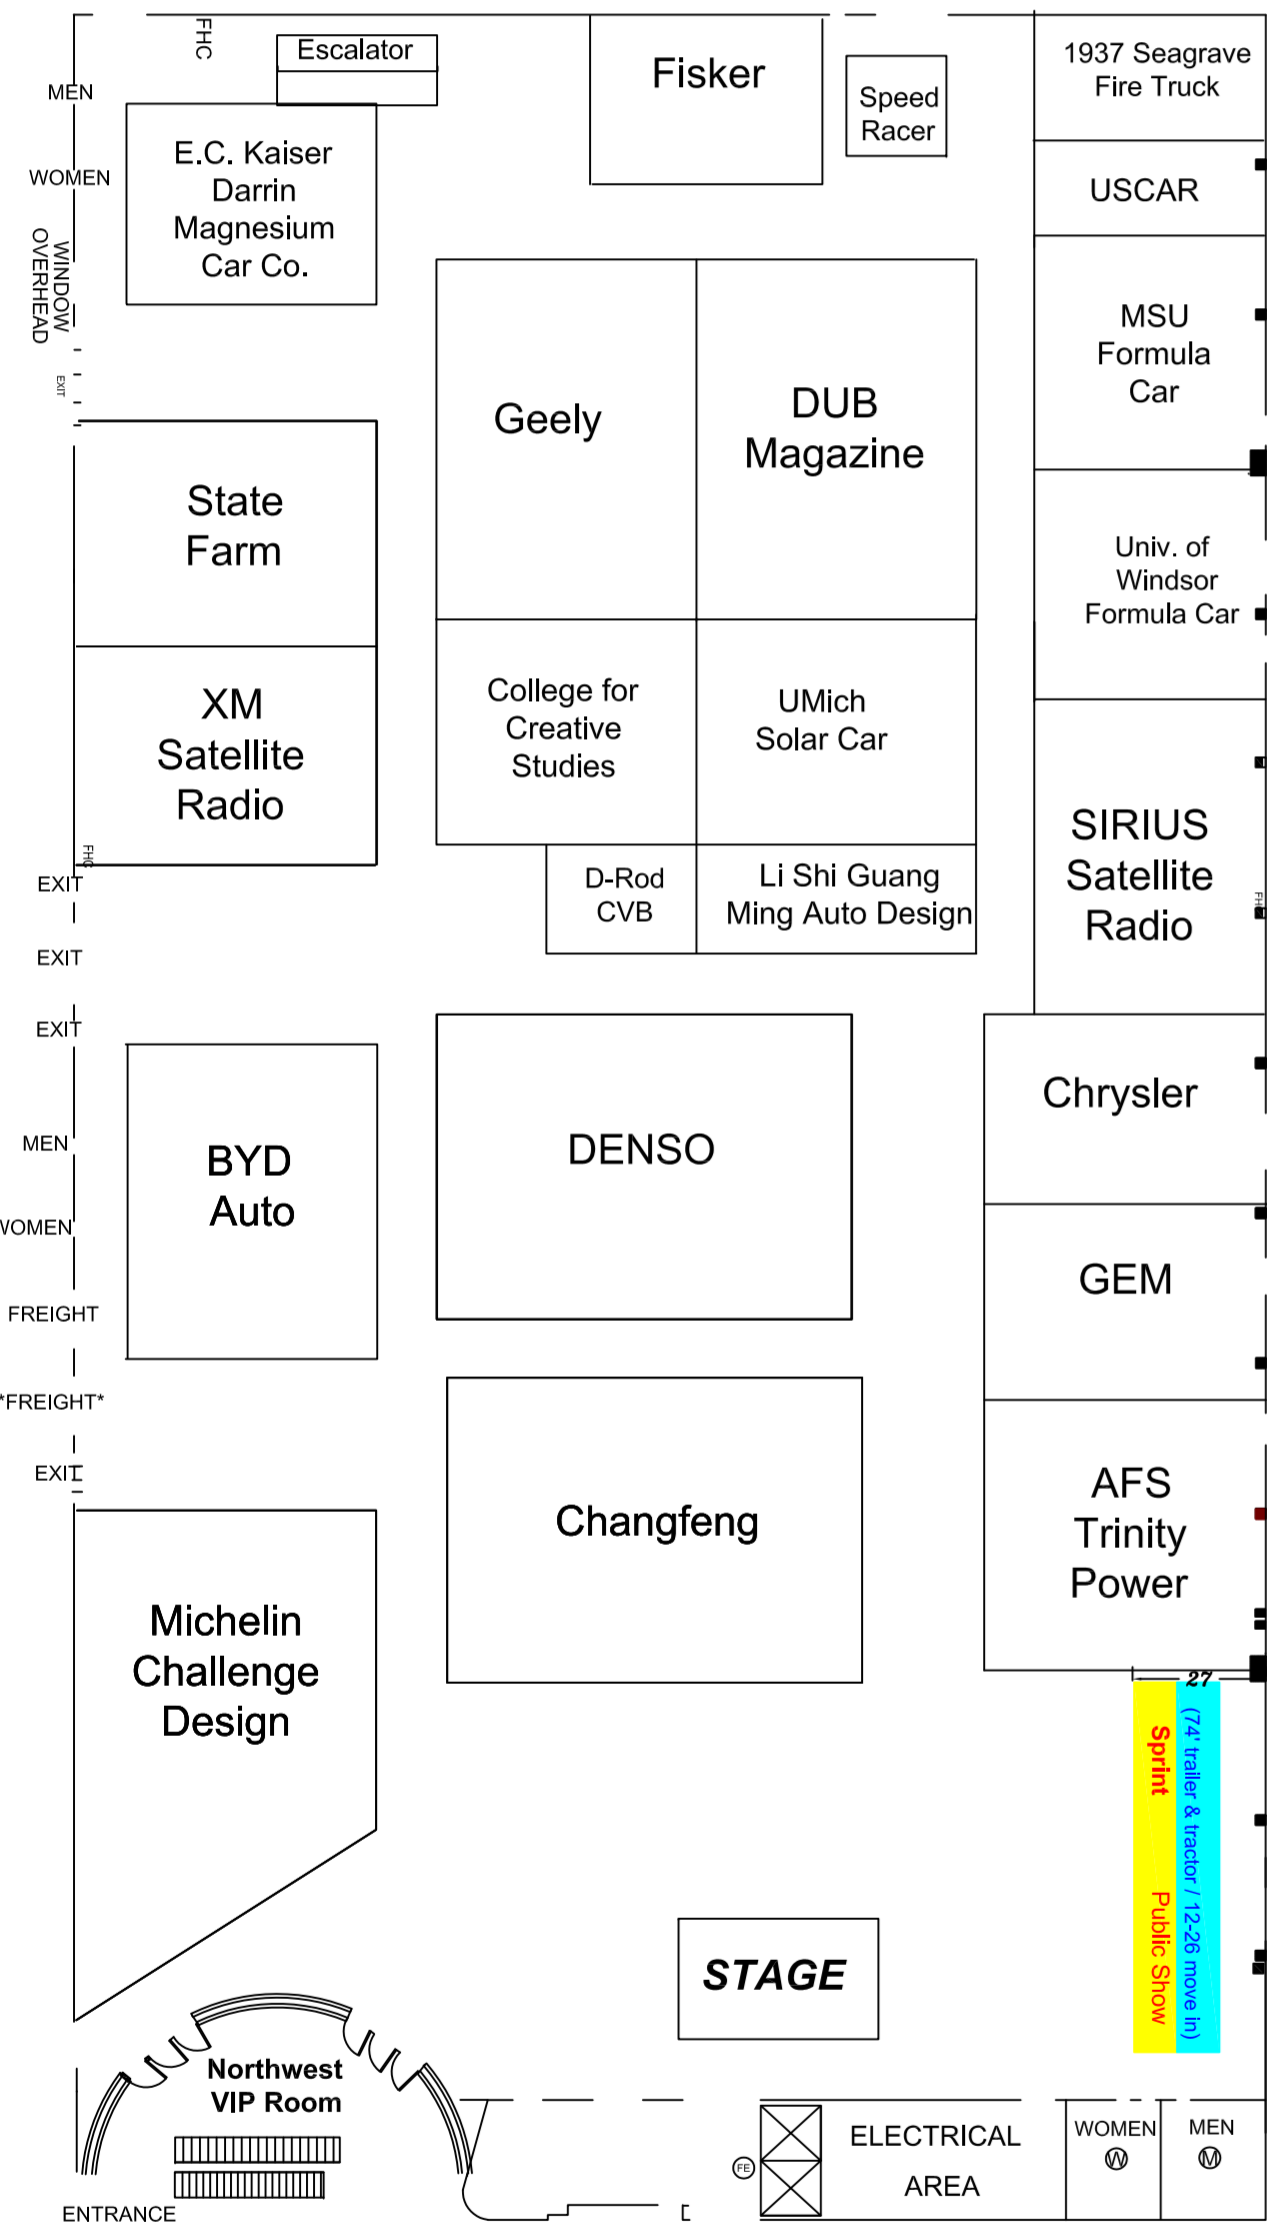 FHC
Escalator
Fisker
Speed
Racer
1937 Seagrave
Fire Truck
MEN
WOMEN
E.C. Kaiser
Darrin
Magnesium
Car Co.
USCAR
WINDOW
OVERHEAD
EXIT
Geely
DUB
Magazine
MSU
Formula
Car
State
Farm
Univ. of
Windsor
Formula Car
XM
Satellite
Radio
College for
Creative
Studies
UMich
Solar Car
SIRIUS
Satellite
Radio
FHC
EXIT
D-Rod
CVB
Li Shi Guang
Ming Auto Design
EXIT
EXIT
Chrysler
MEN
BYD
Auto
DENSO
WOMEN
GEM
FREIGHT
*FREIGHT*
EXIT
AFS
Trinity
Power
Changfeng
Michelin
Challenge
Design
27
(74' trailer & tractor / 12-26 move in)
Sprint Public Show
STAGE
Northwest
VIP Room
ENTRANCE
FE
ELECTRICAL
AREA
WOMEN
W
MEN
M